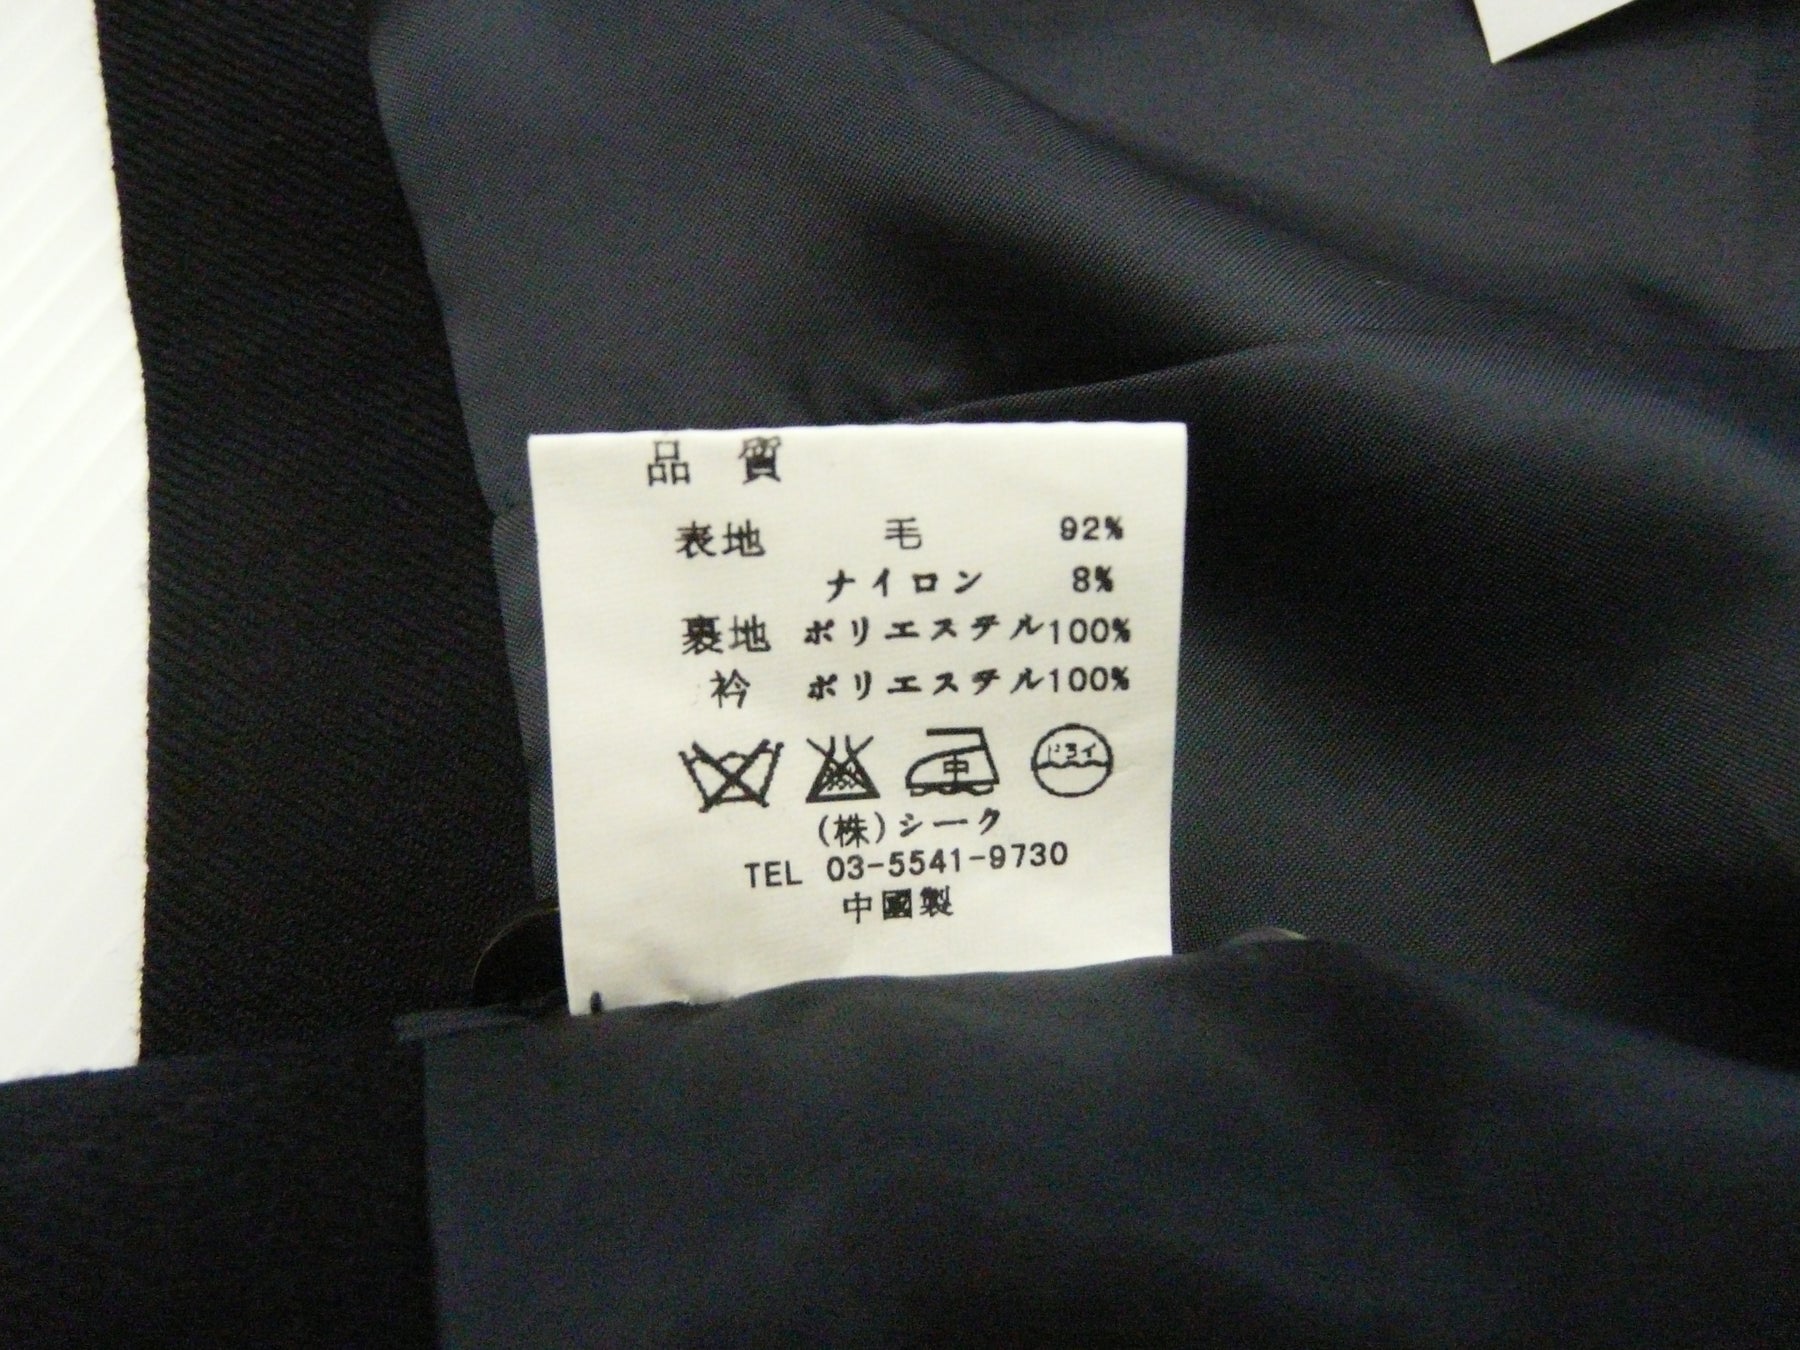 品 質
表地 毛 92%
ナイロン 8%
裏地 ポリエステル100%
衿 ポリエステル100%
中 ドライ
(株)シーク
TEL 03-5541-9730
中國製